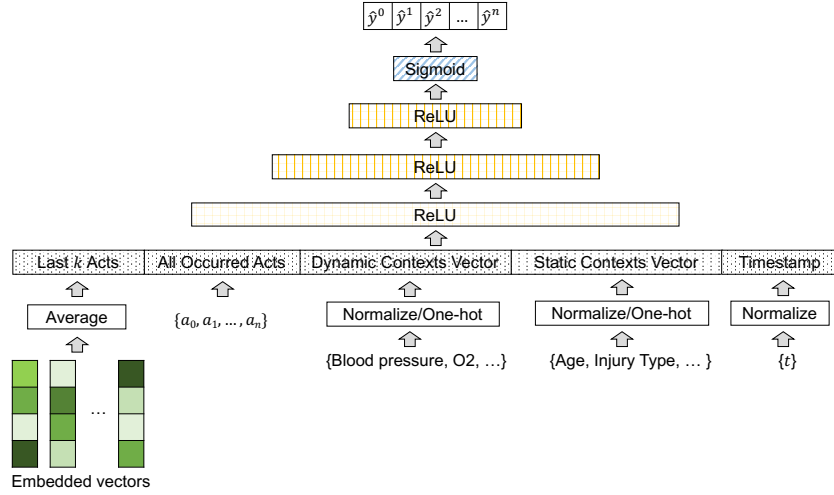 ŷ⁰ ŷ¹ ŷ² ... ŷⁿ
Sigmoid
ReLU
ReLU
ReLU
Last k Acts All Occurred Acts Dynamic Contexts Vector Static Contexts Vector Timestamp
Average {a₀, a₁, ..., aₙ} Normalize/One-hot Normalize/One-hot Normalize
{Blood pressure, O2, ...} {Age, Injury Type, ... } {t}
...
Embedded vectors